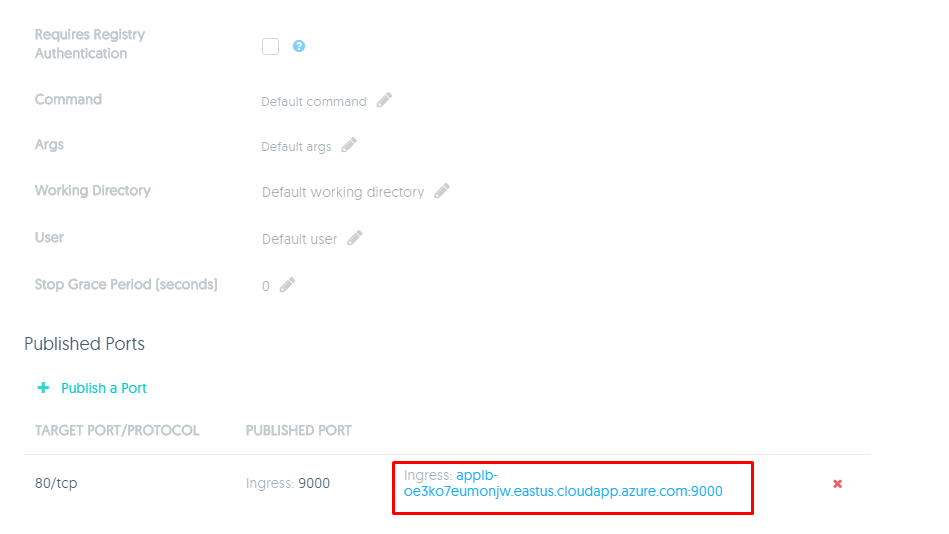 Requires Registry
Authentication
?
Command Default command
Args Default args
Working Directory Default working directory
User Default user
Stop Grace Period (seconds) 0
Published Ports
+ Publish a Port
TARGET PORT/PROTOCOL PUBLISHED PORT
80/tcp Ingress: 9000 Ingress: applb-
oe3ko7eumonjw.eastus.cloudapp.azure.com:9000